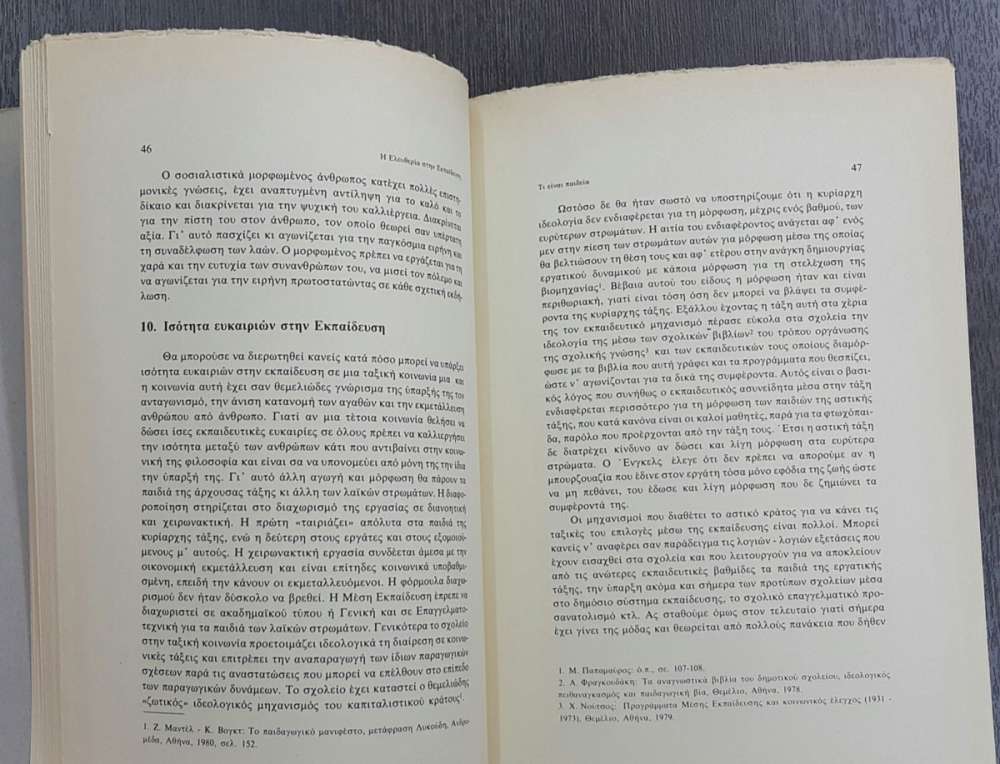 46
Η Ελευθερία στην Εκπαίδευση
Ο σοσιαλιστικά μορφωμένος άνθρωπος κατέχει πολλές επιστη-
μονικές γνώσεις, έχει αναπτυγμένη αντίληψη για το καλό και το
δίκαιο και διακρίνεται για την ψυχική του καλλιέργεια. Διακρίνεται
για την πίστη του στον άνθρωπο, τον οποίο θεωρεί σαν υπέρτατη
αξία. Γι' αυτό πασχίζει κι αγωνίζεται για την παγκόσμια ειρήνη και
τη συναδέλφωση των λαών. Ο μορφωμένος πρέπει να εργάζεται για τη
χαρά και την ευτυχία των συνανθρώπων του, να μισεί τον πόλεμο και
να αγωνίζεται για την ειρήνη πρωτοστατώντας σε κάθε σχετική εκδή-
λωση.
10. Ισότητα ευκαιριών στην Εκπαίδευση
Θα μπορούσε να διερωτηθεί κανείς κατά πόσο μπορεί να υπάρξει
ισότητα ευκαιριών στην εκπαίδευση σε μια ταξική κοινωνία μια και
η κοινωνία αυτή έχει σαν θεμελιώδες γνώρισμα της ύπαρξής της τον
ανταγωνισμό, την άνιση κατανομή των αγαθών και την εκμετάλλευση
ανθρώπου από άνθρωπο. Γιατί αν μια τέτοια κοινωνία θελήσει να
δώσει ίσες εκπαιδευτικές ευκαιρίες σε όλους πρέπει να καλλιεργήσει
την ισότητα μεταξύ των ανθρώπων κάτι που αντιβαίνει στην κοινω-
νική της φιλοσοφία και είναι σα να υπονομεύει από μόνη της την ίδια
την ύπαρξή της. Γι' αυτό άλλη αγωγή και μόρφωση θα πάρουν τα
παιδιά της άρχουσας τάξης κι άλλη των λαϊκών στρωμάτων. Η διαφο-
ροποίηση στηρίζεται στο διαχωρισμό της εργασίας σε διανοητική
και χειρωνακτική. Η πρώτη «ταιριάζει» απόλυτα στα παιδιά της
κυρίαρχης τάξης, ενώ η δεύτερη στους εργάτες και στους εξομοιού-
μενους μ' αυτούς. Η χειρωνακτική εργασία συνδέεται άμεσα με την
οικονομική εκμετάλλευση και είναι επίτηδες κοινωνικά υποβαθμι-
σμένη, επειδή την κάνουν οι εκμεταλλευόμενοι. Η φόρμουλα διαχω-
ρισμού δεν ήταν δύσκολο να βρεθεί. Η Μέση Εκπαίδευση έπρεπε να
διαχωριστεί σε ακαδημαϊκού τύπου ή Γενική και σε Επαγγελματο-
τεχνική για τα παιδιά των λαϊκών στρωμάτων. Γενικότερα το σχολείο
στην ταξική κοινωνία προετοιμάζει ιδεολογικά τη διαίρεση σε κοινω-
νικές τάξεις και επιτρέπει την αναπαραγωγή των ίδιων παραγωγικών
σχέσεων παρά τις αναστατώσεις που μπορεί να επέλθουν στο επίπεδο
των παραγωγικών δυνάμεων. Το σχολείο έχει καταστεί ο θεμελιώδης
«ζωτικός» ιδεολογικός μηχανισμός του καπιταλιστικού κράτους¹.
1. Ζ. Μαντέλ - Κ. Βογκτ: Το παιδαγωγικό μανιφέστο, μετάφραση Λυκούδη, Ανδρο-
μέδα, Αθήνα, 1980, σελ. 152.
Τι είναι παιδεία
47
Ωστόσο δε θα ήταν σωστό να υποστηρίζουμε ότι η κυρίαρχη
ιδεολογία δεν ενδιαφέρεται για τη μόρφωση, μέχρις ενός βαθμού, των
ευρύτερων στρωμάτων. Η αιτία του ενδιαφέροντος ανάγεται αφ' ενός
μεν στην πίεση των στρωμάτων αυτών για μόρφωση μέσω της οποίας
θα βελτιώσουν τη θέση τους και αφ' ετέρου στην ανάγκη δημιουργίας
εργατικού δυναμικού με κάποια μόρφωση για τη στελέχωση της
βιομηχανίας¹. Βέβαια αυτού του είδους η μόρφωση ήταν και είναι
περιθωριακή, γιατί είναι τόση όση δεν μπορεί να βλάψει τα συμφέ-
ροντα της κυρίαρχης τάξης. Εξάλλου έχοντας η τάξη αυτή στα χέρια
της τον εκπαιδευτικό μηχανισμό πέρασε εύκολα στα σχολεία την
ιδεολογία της μέσω των σχολικών βιβλίων² του τρόπου οργάνωσης
της σχολικής γνώσης³ και των εκπαιδευτικών τους οποίους διαμόρ-
φωσε με τα βιβλία που αυτή γράφει και τα προγράμματα που θεσπίζει,
ώστε ν' αγωνίζονται για τα δικά της συμφέροντα. Αυτός είναι ο βασι-
κός λόγος που συνήθως ο εκπαιδευτικός ασυνείδητα μέσα στην τάξη
ενδιαφέρεται περισσότερο για τη μόρφωση των παιδιών της αστικής
τάξης, που κατά κανόνα είναι οι καλοί μαθητές, παρά για τα φτωχόπαι-
δα, παρόλο που προέρχονται από την τάξη τους. Έτσι η αστική τάξη
δε διατρέχει κίνδυνο αν δώσει και λίγη μόρφωση στα ευρύτερα
στρώματα. Ο Ένγκελς έλεγε ότι δεν πρέπει να απορούμε αν η
μπουρζουαζία που έδινε στον εργάτη τόσα μόνο εφόδια της ζωής ώστε
να μη πεθάνει, του έδωσε και λίγη μόρφωση που δε ζημιώνει τα
συμφέροντά της.
Οι μηχανισμοί που διαθέτει το αστικό κράτος για να κάνει τις
ταξικές του επιλογές μέσω της εκπαίδευσης είναι πολλοί. Μπορεί
κανείς ν' αναφέρει σαν παράδειγμα τις λογιών - λογιών εξετάσεις που
έχουν εισαχθεί στα σχολεία και που λειτουργούν για να αποκλείουν
από τις ανώτερες εκπαιδευτικές βαθμίδες τα παιδιά της εργατικής
τάξης, την ύπαρξη ακόμα και σήμερα των προτύπων σχολείων μέσα
στο δημόσιο σύστημα εκπαίδευσης, το σχολικό επαγγελματικό προ-
σανατολισμό κτλ. Ας σταθούμε όμως στον τελευταίο γιατί σήμερα
έχει γίνει της μόδας και θεωρείται από πολλούς πανάκεια που δήθεν
1. Μ. Παπαμαύρος: ό.π., σε. 107-108.
2. Α. Φραγκουδάκη: Τα αναγνωστικά βιβλία του δημοτικού σχολείου, ιδεολογικός
πειθαναγκασμός και παιδαγωγική βία, Θεμέλιο, Αθήνα, 1978.
3. Χ. Νούτσος: Προγράμματα Μέσης Εκπαίδευσης και κοινωνικός έλεγχος (1931 -
1973), Θεμέλιο, Αθήνα, 1979.